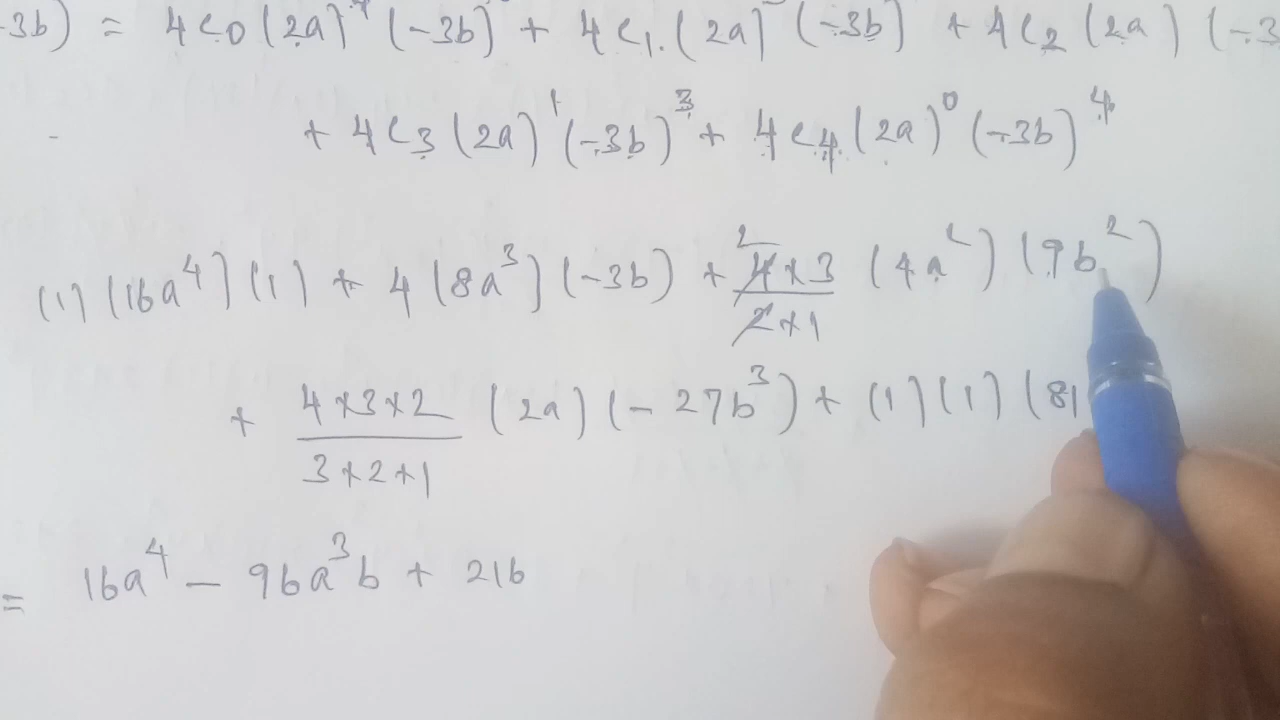 3b) = 4C0 (2a)⁴ (-3b) + 4C1. (2a) (-3b) + 4C2 (2a) (-3
+ 4C3 (2a)¹ (-3b)³ + 4C4 (2a)⁰ (-3b)⁴
(1) (16a⁴) (1) + 4 (8a³) (-3b) + 4×3/2×1 (4a²) (9b²) 2
+ 4×3×2/3×2×1 (2a) (-27b³) + (1) (1) (81
= 16a⁴ - 96a³b + 216